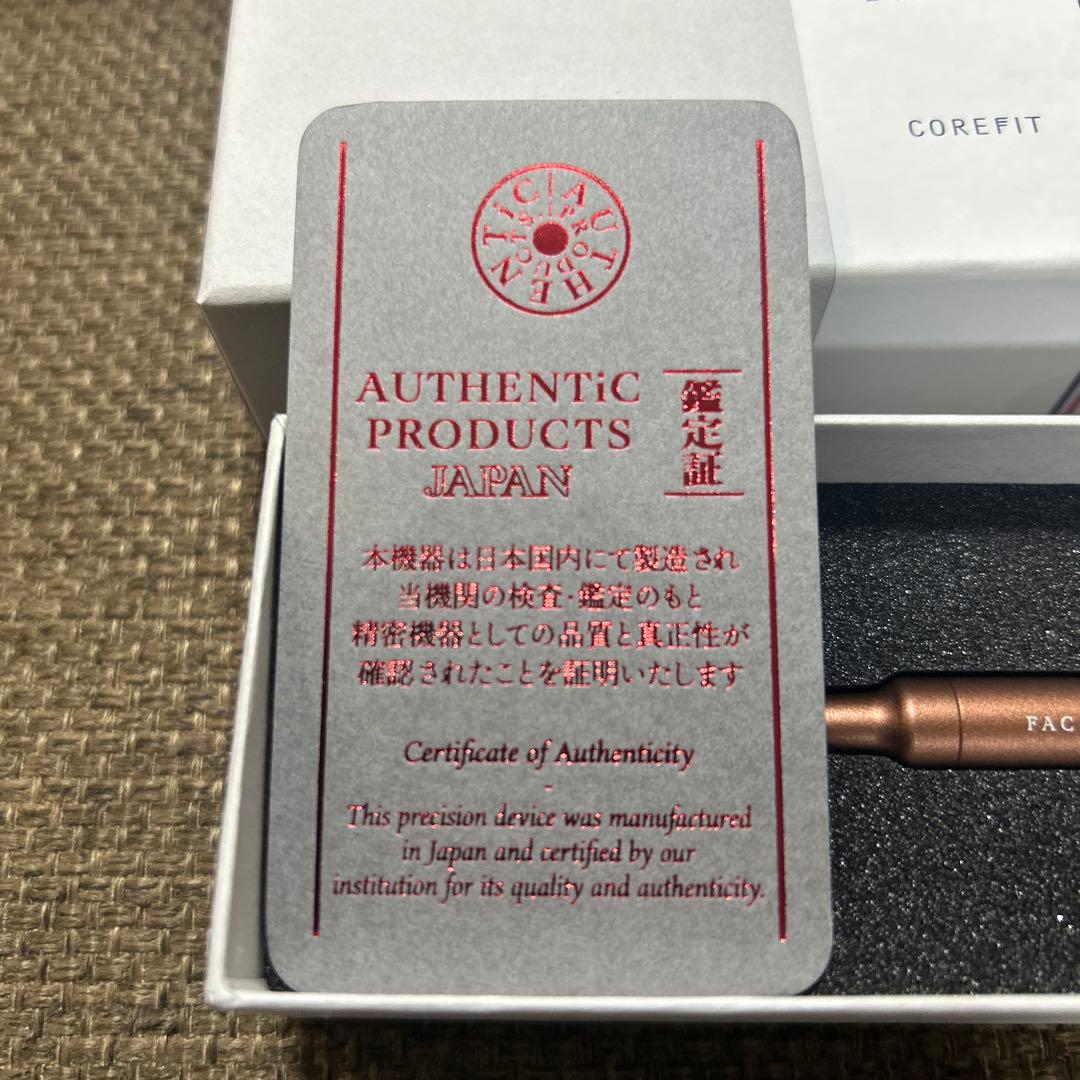 COREFIT
AUTHENTiC
PRODUCTS
AUTHENTiC
PRODUCTS
JAPAN
鑑定証
本機器は日本国内にて製造され
当機関の検査・鑑定のもと
精密機器としての品質と真正性が
確認されたことを証明いたします
Certificate of Authenticity
-
This precision device was manufactured
in Japan and certified by our
institution for its quality and authenticity.
FAC